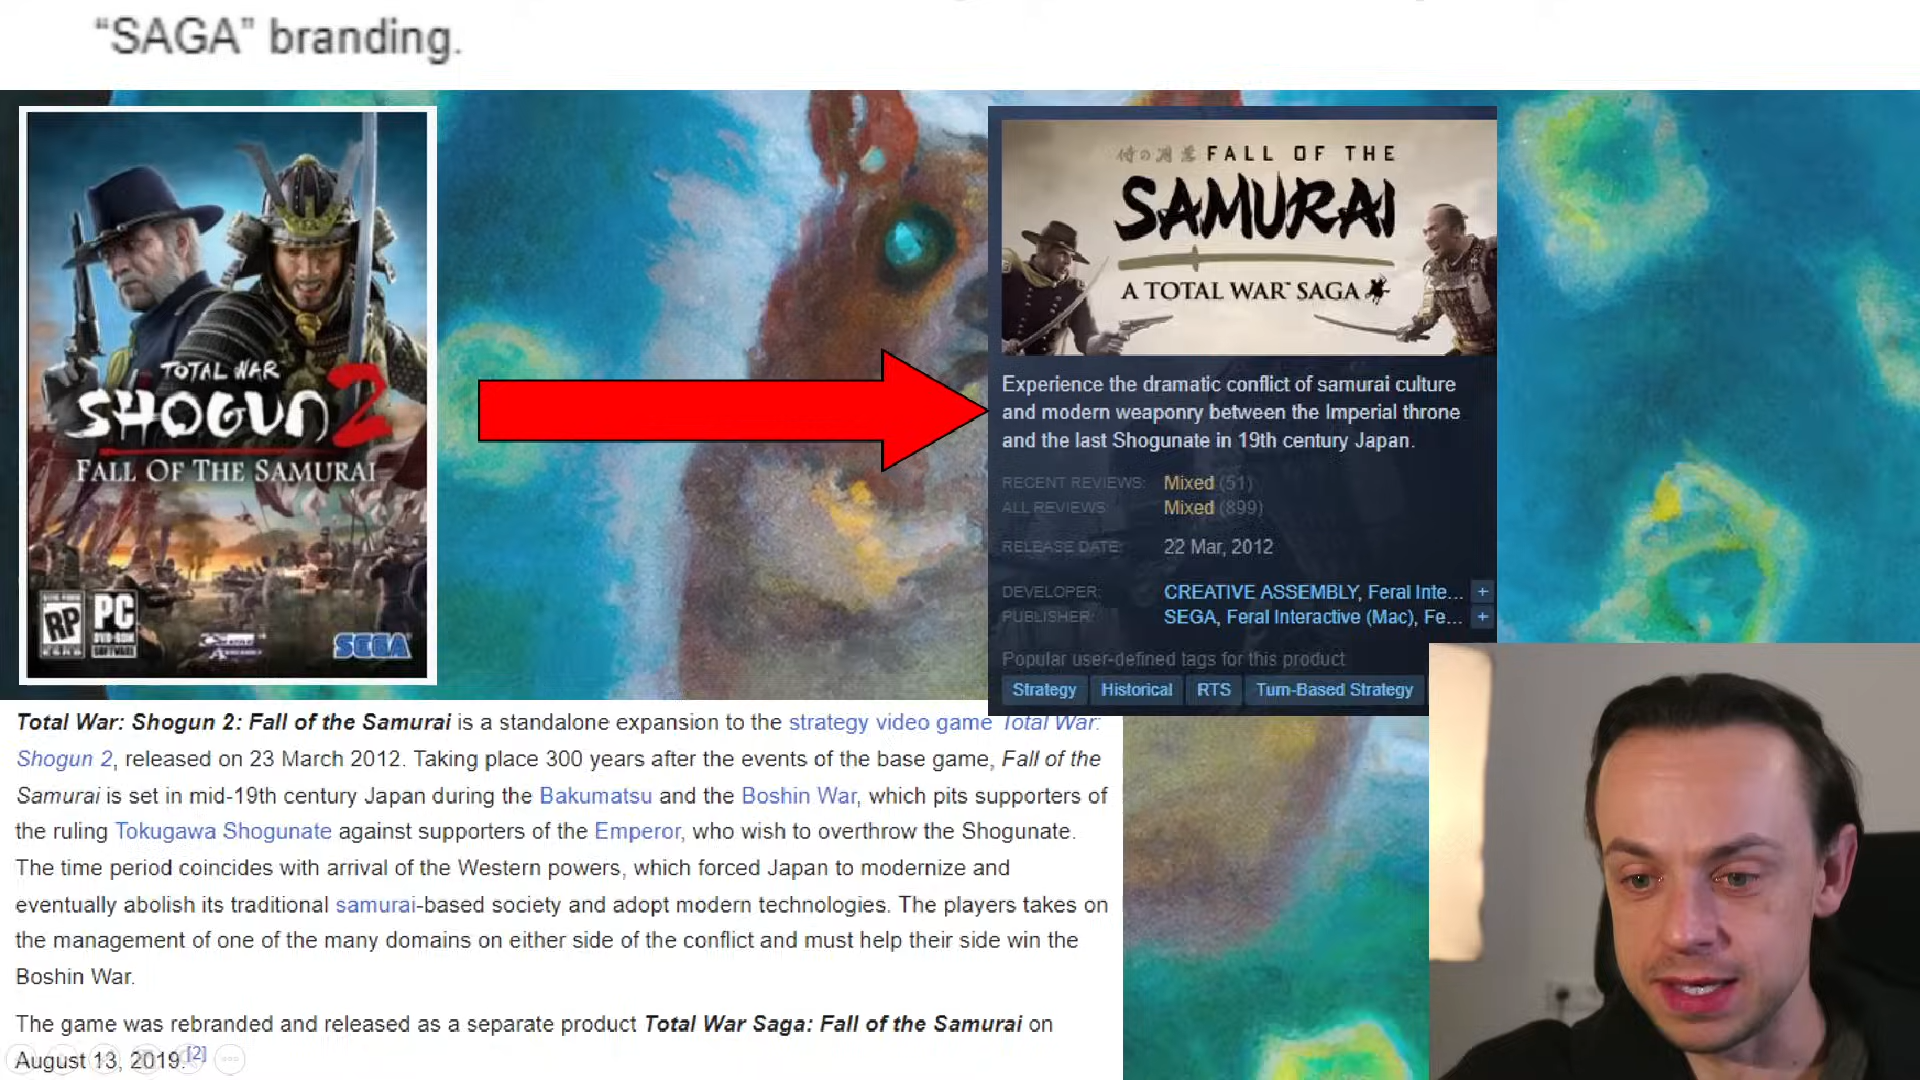 “SAGA” branding.
TOTAL WAR
SHOGUN 2
FALL OF THE SAMURAI
RP
PC
DVD-ROM
SOFTWARE
SEGA
FALL OF THE
SAMURAI
A TOTAL WAR SAGA
Experience the dramatic conflict of samurai culture
and modern weaponry between the Imperial throne
and the last Shogunate in 19th century Japan.
RECENT REVIEWS: Mixed (51)
ALL REVIEWS: Mixed (899)
RELEASE DATE: 22 Mar, 2012
DEVELOPER: CREATIVE ASSEMBLY, Feral Inte... +
PUBLISHER: SEGA, Feral Interactive (Mac), Fe... +
Popular user-defined tags for this product
Strategy Historical RTS Turn-Based Strategy
Total War: Shogun 2: Fall of the Samurai is a standalone expansion to the strategy video game Total War:
Shogun 2, released on 23 March 2012. Taking place 300 years after the events of the base game, Fall of the
Samurai is set in mid-19th century Japan during the Bakumatsu and the Boshin War, which pits supporters of
the ruling Tokugawa Shogunate against supporters of the Emperor, who wish to overthrow the Shogunate.
The time period coincides with arrival of the Western powers, which forced Japan to modernize and
eventually abolish its traditional samurai-based society and adopt modern technologies. The players takes on
the management of one of the many domains on either side of the conflict and must help their side win the
Boshin War.
The game was rebranded and released as a separate product Total War Saga: Fall of the Samurai on
August 13, 2019.[2]